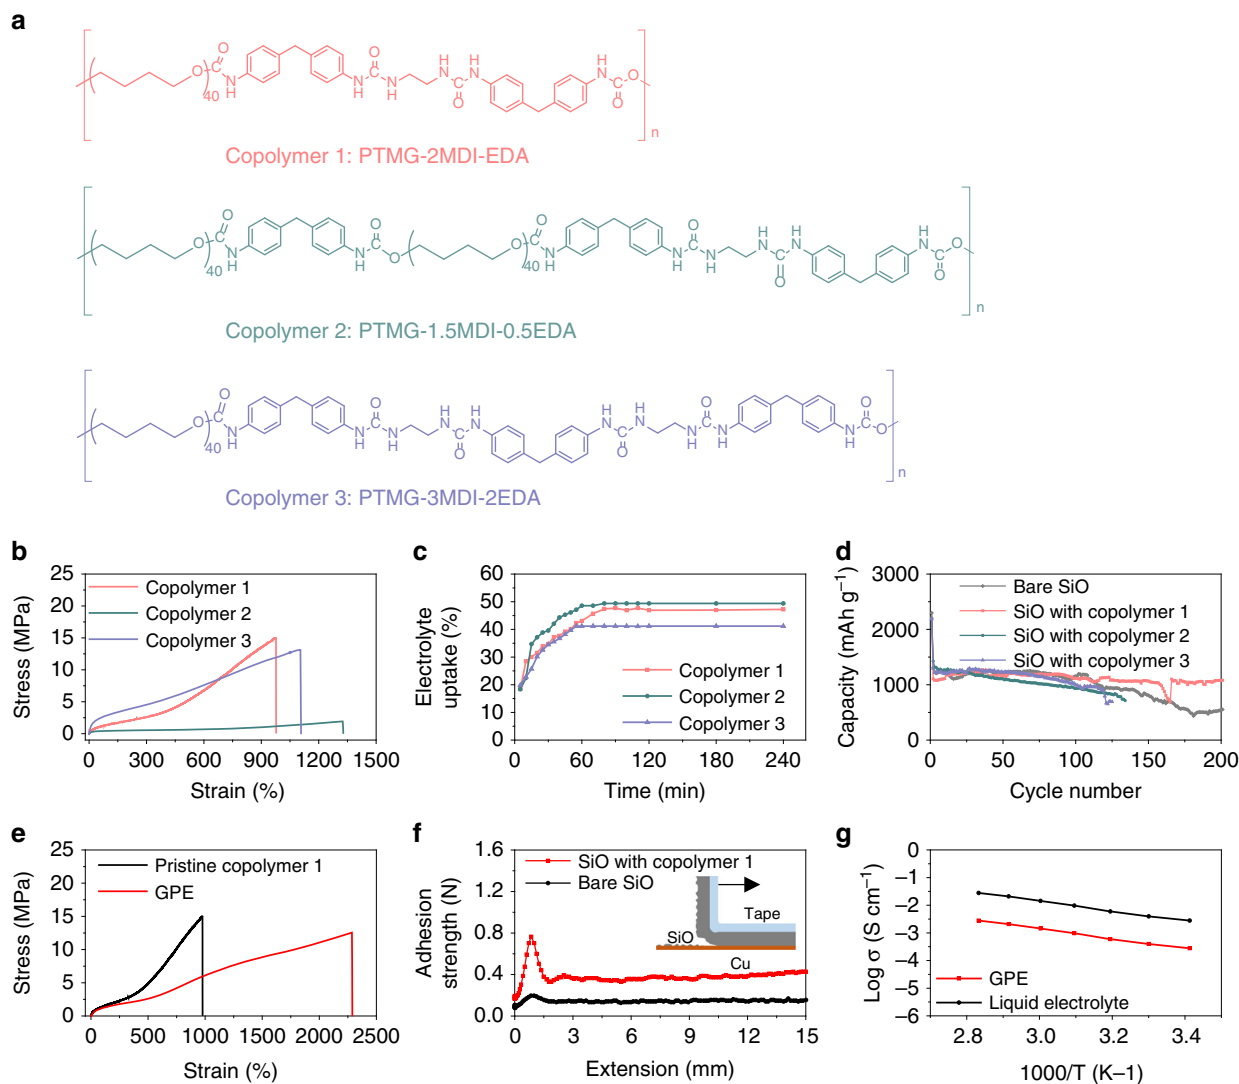 a
O
C
O
N
H
40
O
C
N
H
N
H
H
N
C
O
H
N
H
N
C
O
O
n
Copolymer 1: PTMG-2MDI-EDA
O
C
O
N
H
40
O
C
N
H
O
O
C
O
N
H
40
O
C
N
H
N
H
H
N
C
O
H
N
H
N
C
O
O
n
Copolymer 2: PTMG-1.5MDI-0.5EDA
O
C
O
N
H
40
O
C
N
H
N
H
H
N
C
O
H
N
H
N
O
C
N
H
H
N
C
O
N
H
N
H
O
C
O
n
Copolymer 3: PTMG-3MDI-2EDA
b
25
20
15
10
5
0
Stress (MPa)
Copolymer 1
Copolymer 2
Copolymer 3
0 300 600 900 1200 1500
Strain (%)
c
60
50
40
30
20
10
0
Electrolyte
uptake (%)
Copolymer 1
Copolymer 2
Copolymer 3
0 60 120 180 240
Time (min)
d
3000
2000
1000
0
Capacity (mAh g⁻¹)
Bare SiO
SiO with copolymer 1
SiO with copolymer 2
SiO with copolymer 3
0 50 100 150 200
Cycle number
e
25
20
15
10
5
0
Stress (MPa)
Pristine copolymer 1
GPE
0 500 1000 1500 2000 2500
Strain (%)
f
1.6
1.2
0.8
0.4
0.0
Adhesion
strength (N)
SiO with copolymer 1
Bare SiO
Tape
SiO
Cu
0 3 6 9 12 15
Extension (mm)
g
0
−1
−2
−3
−4
−5
−6
Log σ (S cm⁻¹)
GPE
Liquid electrolyte
2.8 3.0 3.2 3.4
1000/T (K–1)